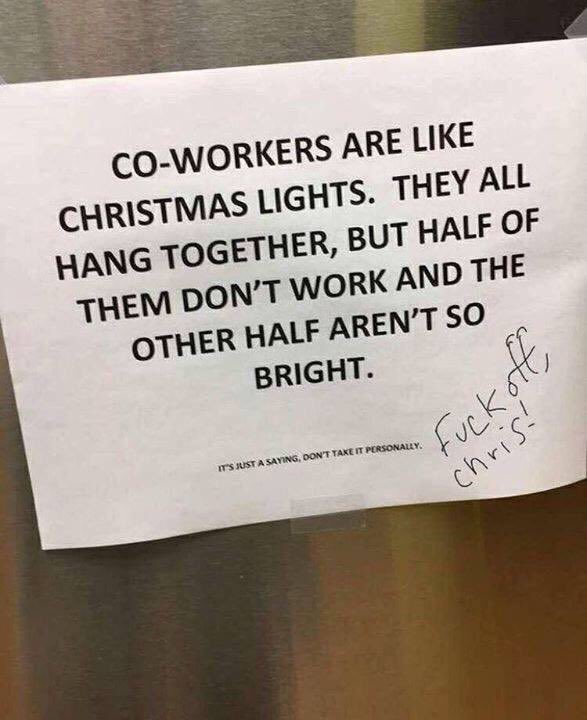 CO-WORKERS ARE LIKE
CHRISTMAS LIGHTS. THEY ALL
HANG TOGETHER, BUT HALF OF
THEM DON'T WORK AND THE
OTHER HALF AREN'T SO
BRIGHT.
IT'S JUST A SAYING, DON'T TAKE IT PERSONALLY.
Fuck off,
chris!